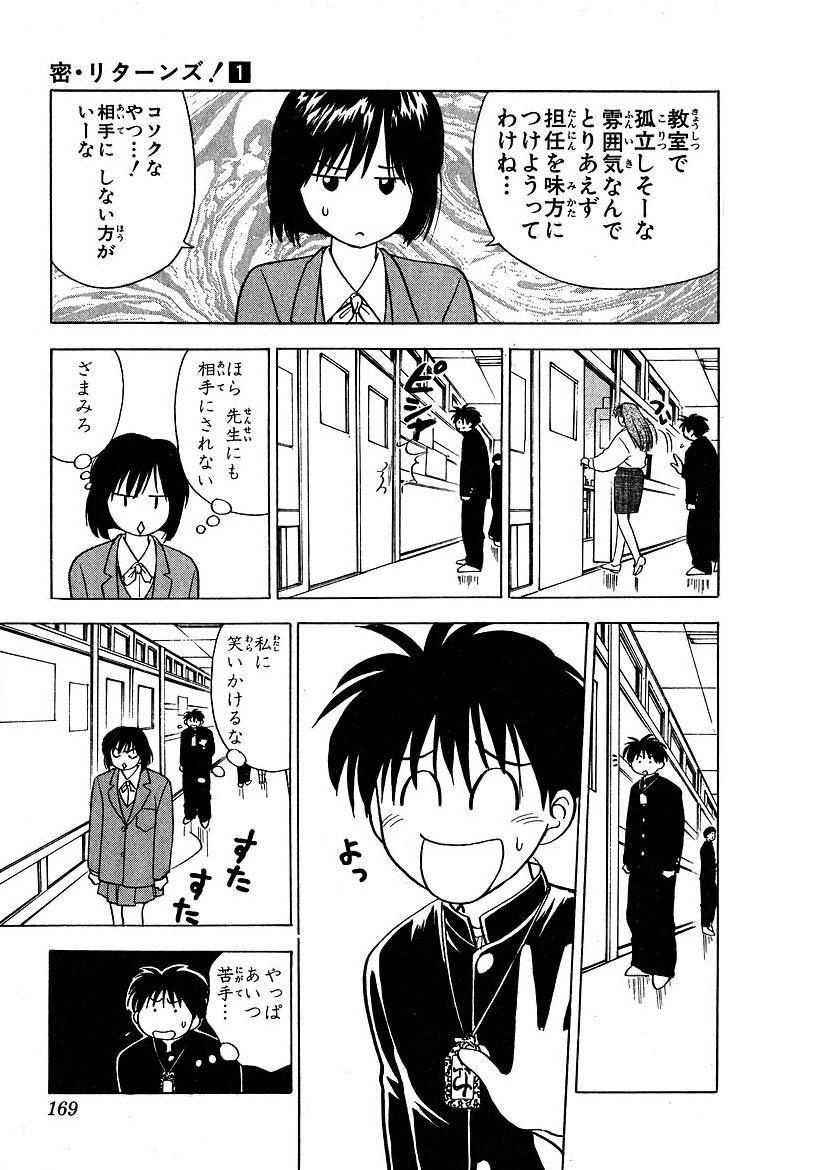 密・リターンズ！1
教室で
孤立しそーな
雰囲気なんで
とりあえず
担任を味方に
つけようって
わけね…
コソクな
やつ…！
相手に しない方が
いーな
つい
ピシャ
ほら 先生にも
相手にされない
ざまみろ
よっ
私に
笑いかけるな
すた
すた
やっぱ
あいつ
苦手…
169